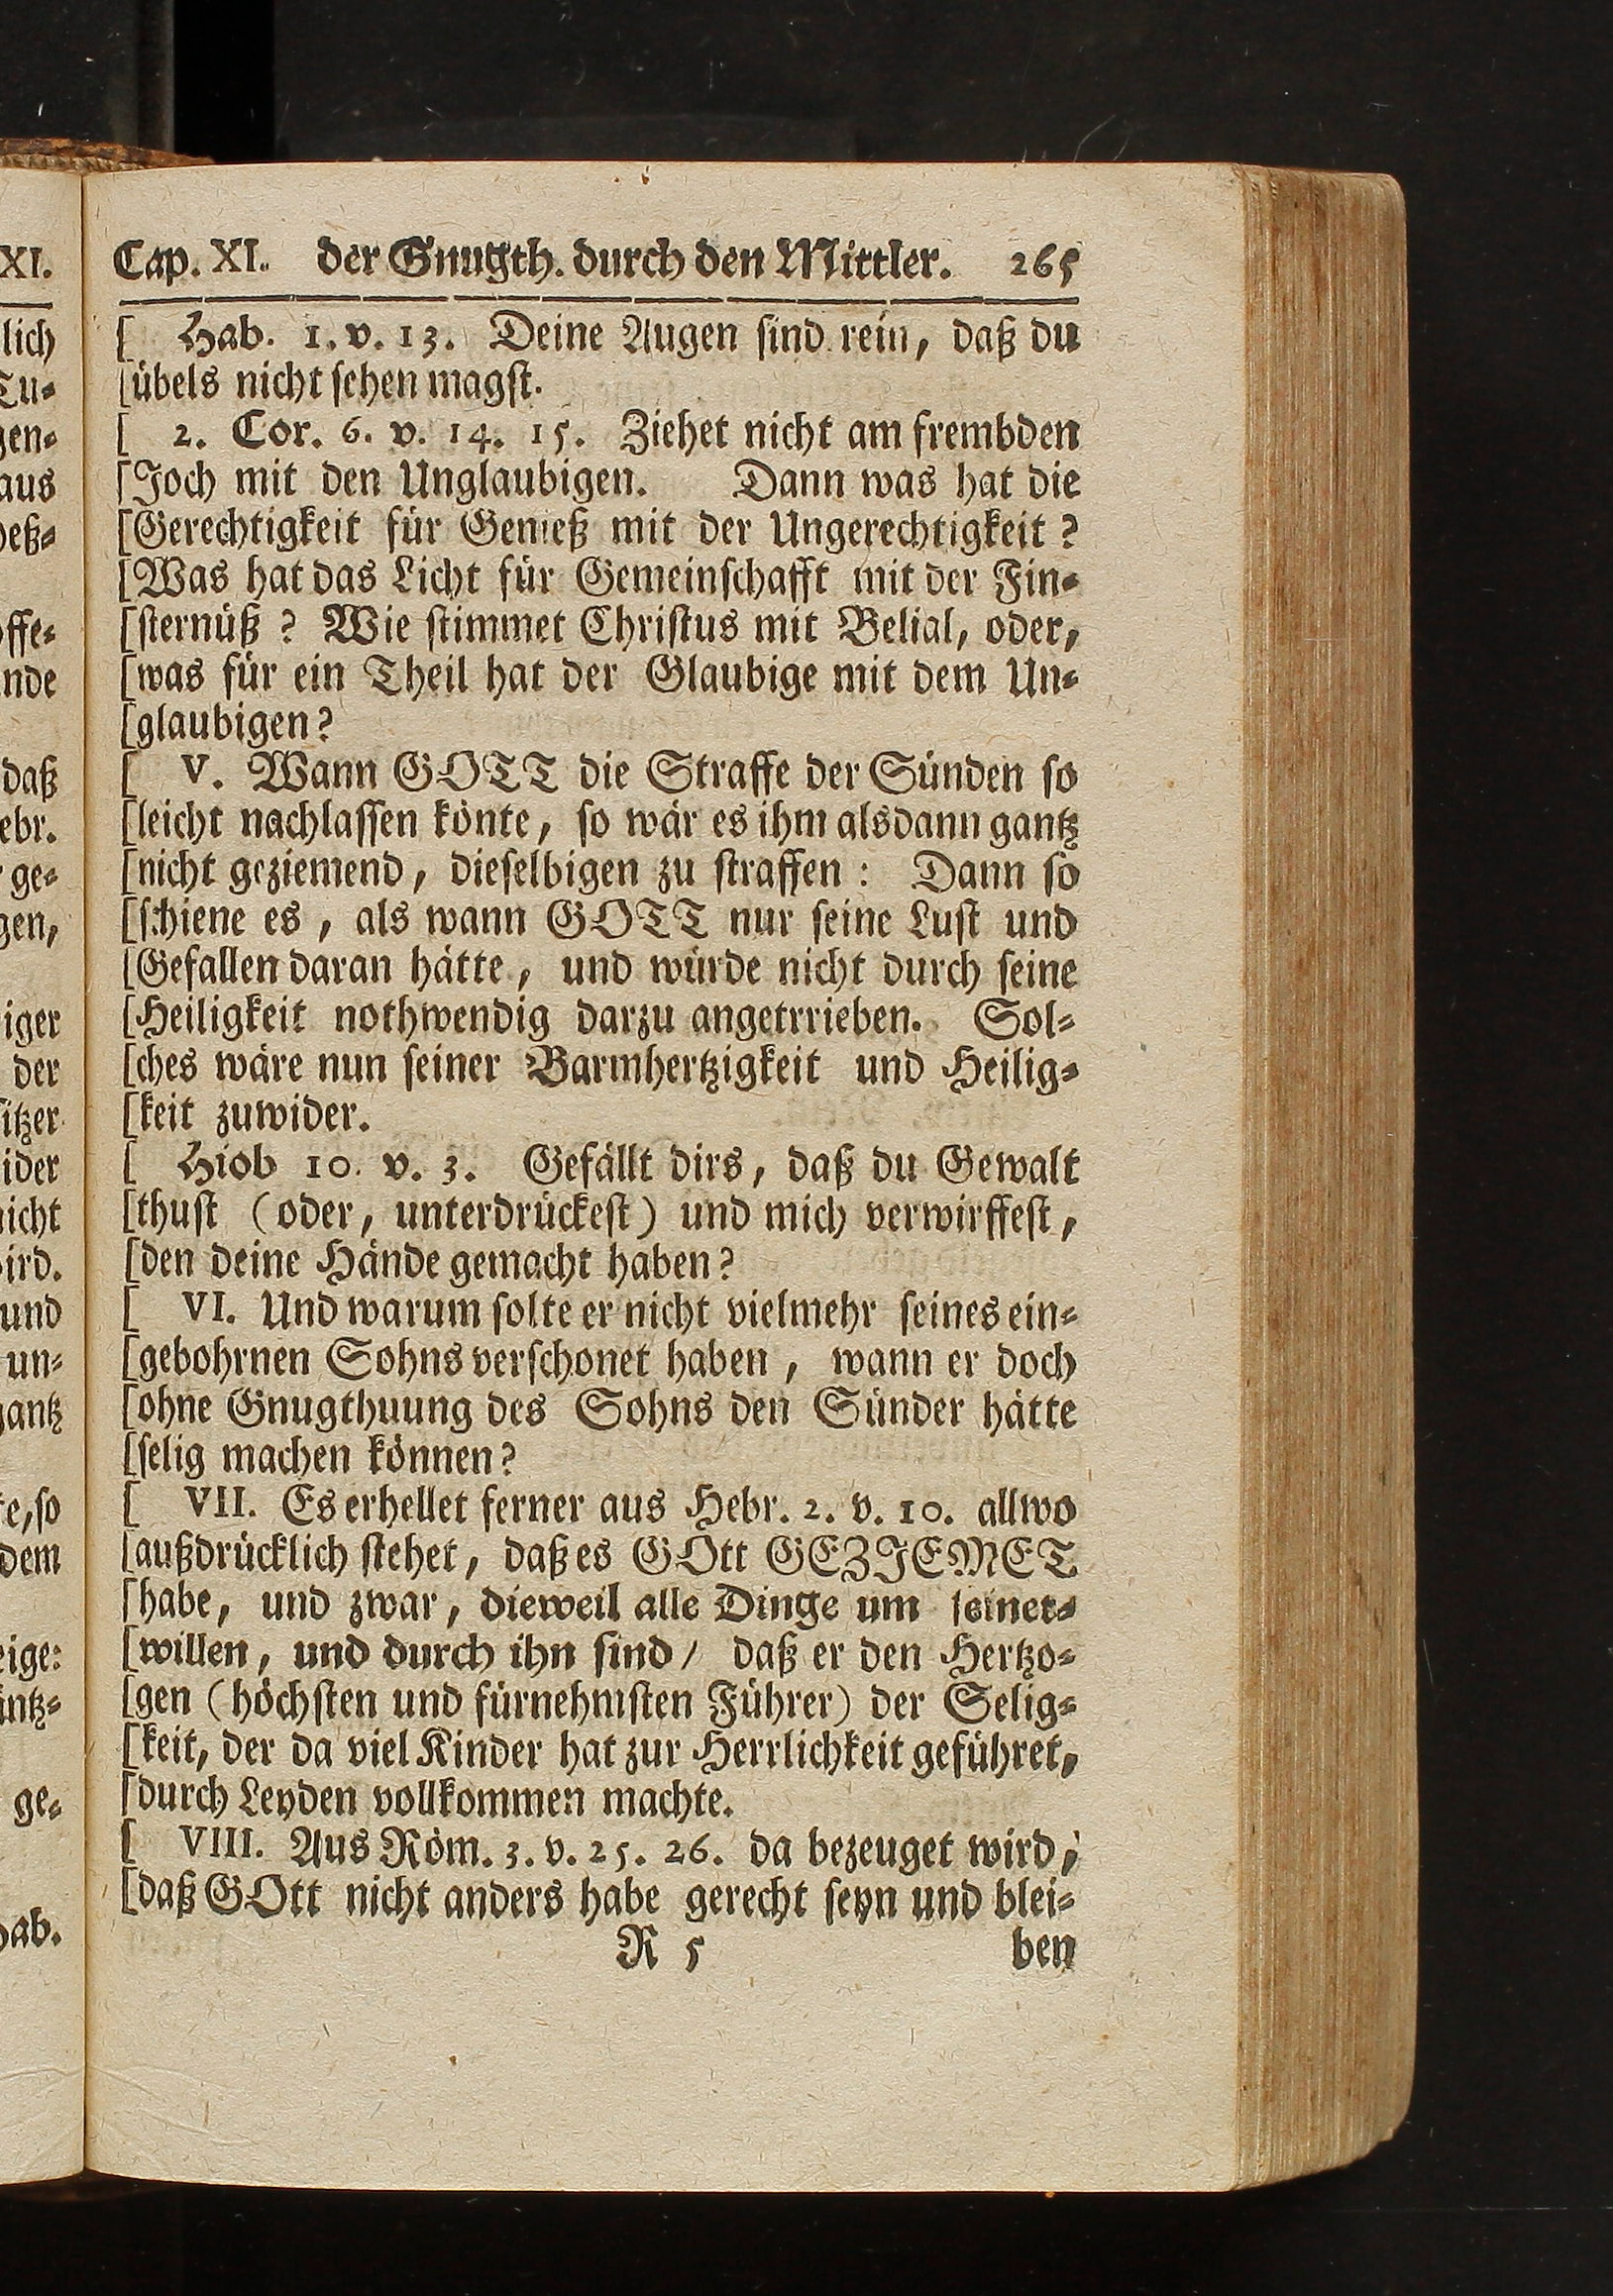 Cap. XI. der Gnugth. durch den Mittler. 265
[ Hab. 1. v. 13. Deine Augen sind rein, daß du
[übels nicht sehen magst.
[ 2. Cor. 6. v. 14. 15. Ziehet nicht am frembden
[Joch mit den Unglaubigen. Dann was hat die
[Gerechtigkeit für Genieß mit der Ungerechtigkeit?
[Was hat das Licht für Gemeinschafft mit der Fin-
[sternüß? Wie stimmet Christus mit Belial, oder,
[was für ein Theil hat der Glaubige mit dem Un-
[glaubigen?
[ V. Wann GOTT die Straffe der Sünden so
[leicht nachlassen könte, so wär es ihm alsdann gantz
[nicht geziemend, dieselbigen zu straffen: Dann so
[schiene es, als wann GOTT nur seine Lust und
[Gefallen daran hätte, und würde nicht durch seine
[Heiligkeit nothwendig darzu angetrrieben. Sol-
[ches wäre nun seiner Barmhertzigkeit und Heilig-
[keit zuwider.
[ Hiob 10. v. 3. Gefällt dirs, daß du Gewalt
[thust (oder, unterdrückest) und mich verwirffest,
[den deine Hände gemacht haben?
[ VI. Und warum solte er nicht vielmehr seines ein-
[gebohrnen Sohns verschonet haben, wann er doch
[ohne Gnugthuung des Sohns den Sünder hätte
[selig machen können?
[ VII. Es erhellet ferner aus Hebr. 2. v. 10. allwo
[außdrücklich stehet, daß es GOtt GEZIEMET
[habe, und zwar, dieweil alle Dinge um seinet-
[willen, und durch ihn sind/ daß er den Hertzo-
[gen (höchsten und fürnehmsten Führer) der Selig-
[keit, der da viel Kinder hat zur Herrlichkeit geführet,
[durch Leyden vollkommen machte.
[ VIII. Aus Röm. 3. v. 25. 26. da bezeuget wird,
[daß GOtt nicht anders habe gerecht seyn und blei-
R 5 ben